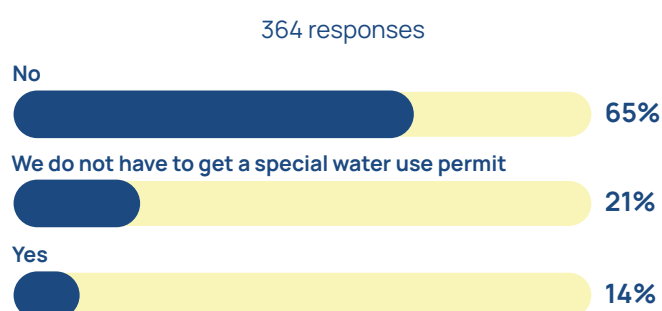 364 responses
No
65%
We do not have to get a special water use permit
21%
Yes
14%